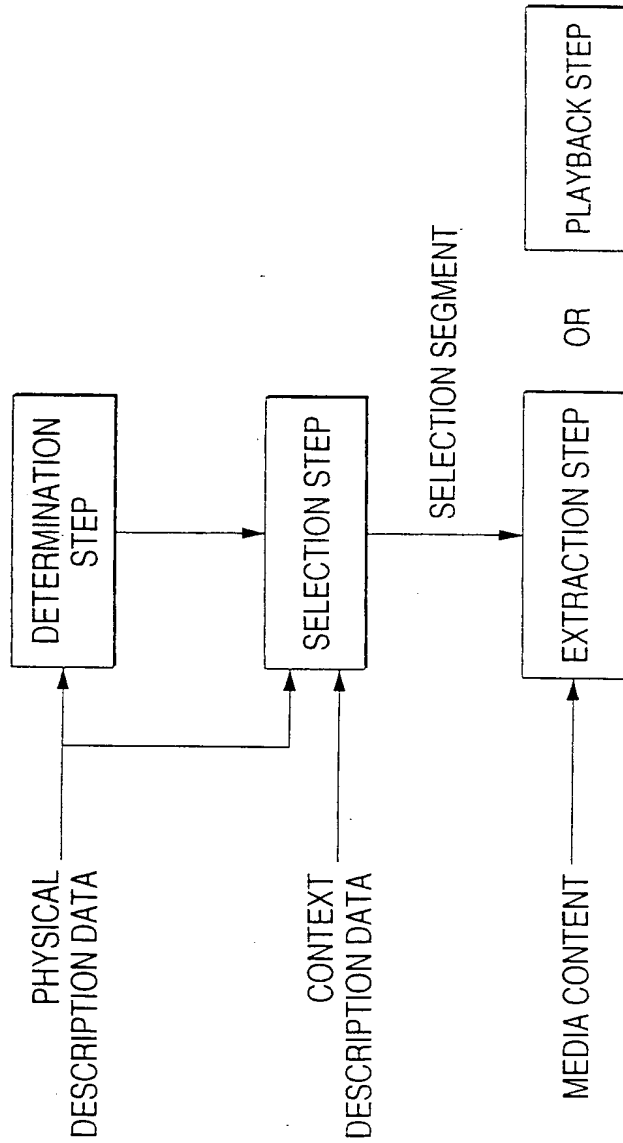 PHYSICAL
DESCRIPTION DATA
DETERMINATION
STEP
CONTEXT
DESCRIPTION DATA
SELECTION STEP
SELECTION SEGMENT
MEDIA CONTENT
EXTRACTION STEP
OR
PLAYBACK STEP